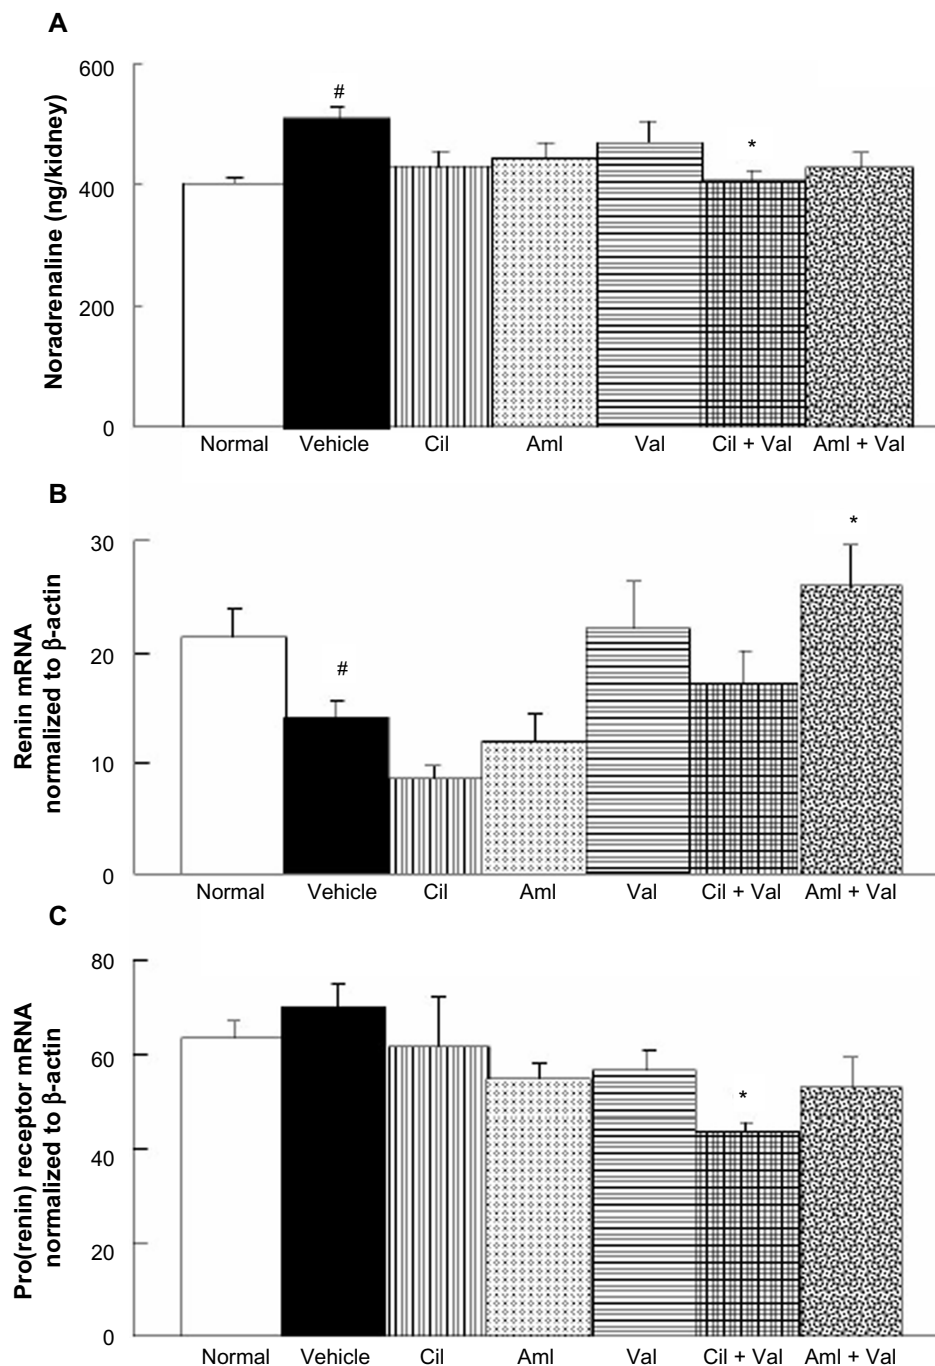 A
Noradrenaline (ng/kidney)
600
400
200
0
#
*
Normal Vehicle Cil Aml Val Cil + Val Aml + Val
B
Renin mRNA
normalized to β-actin
30
20
10
0
#
*
Normal Vehicle Cil Aml Val Cil + Val Aml + Val
C
Pro(renin) receptor mRNA
normalized to β-actin
80
60
40
20
0
*
Normal Vehicle Cil Aml Val Cil + Val Aml + Val